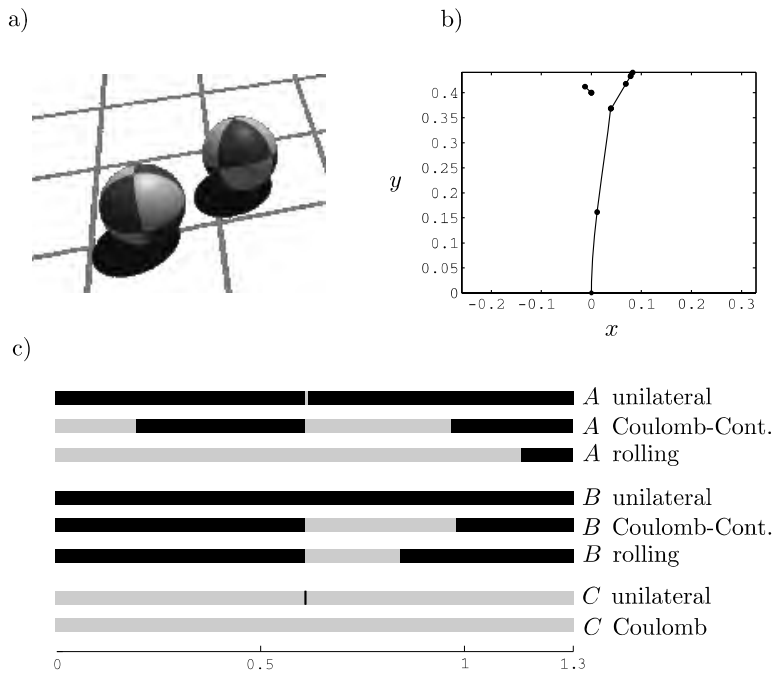 a)
b)
0.4
0.35
0.3
0.25
0.2
0.15
0.1
0.05
0
y
-0.2 -0.1 0 0.1 0.2 0.3
x
c)
A unilateral
A Coulomb-Cont.
A rolling
B unilateral
B Coulomb-Cont.
B rolling
C unilateral
C Coulomb
0 0.5 1 1.3